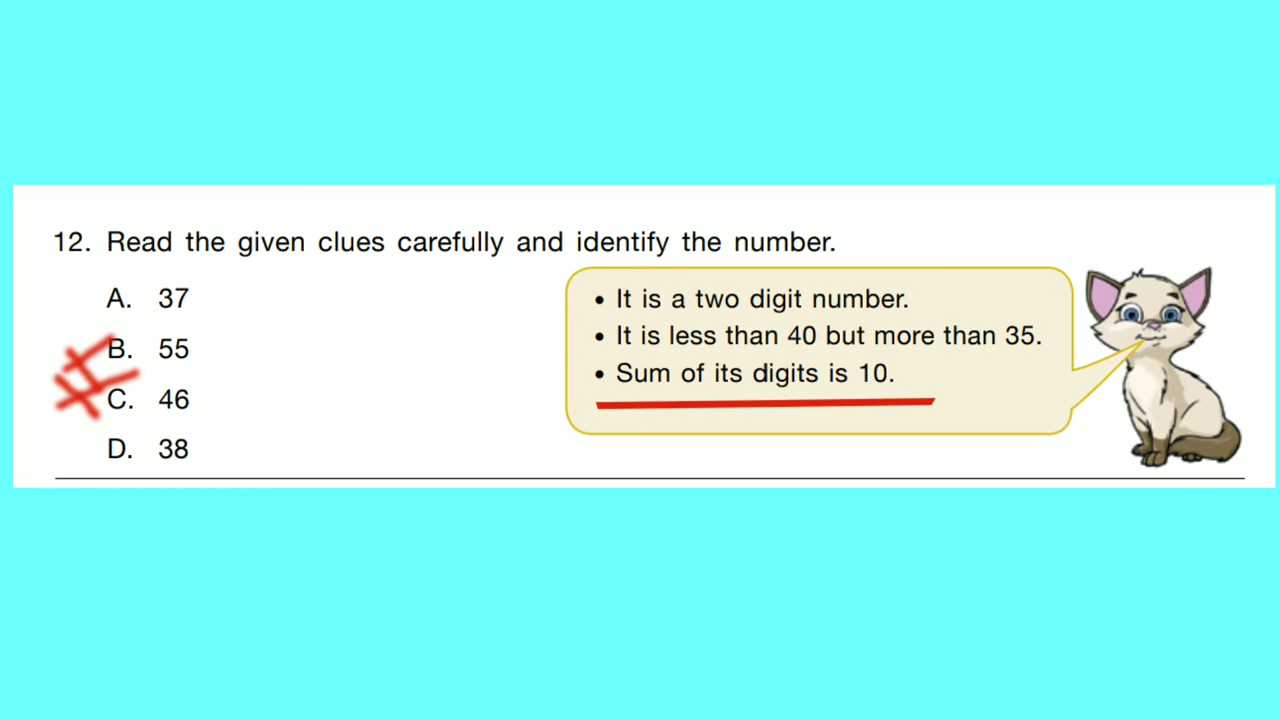 12. Read the given clues carefully and identify the number.
A. 37
B. 55
C. 46
D. 38
• It is a two digit number.
• It is less than 40 but more than 35.
• Sum of its digits is 10.